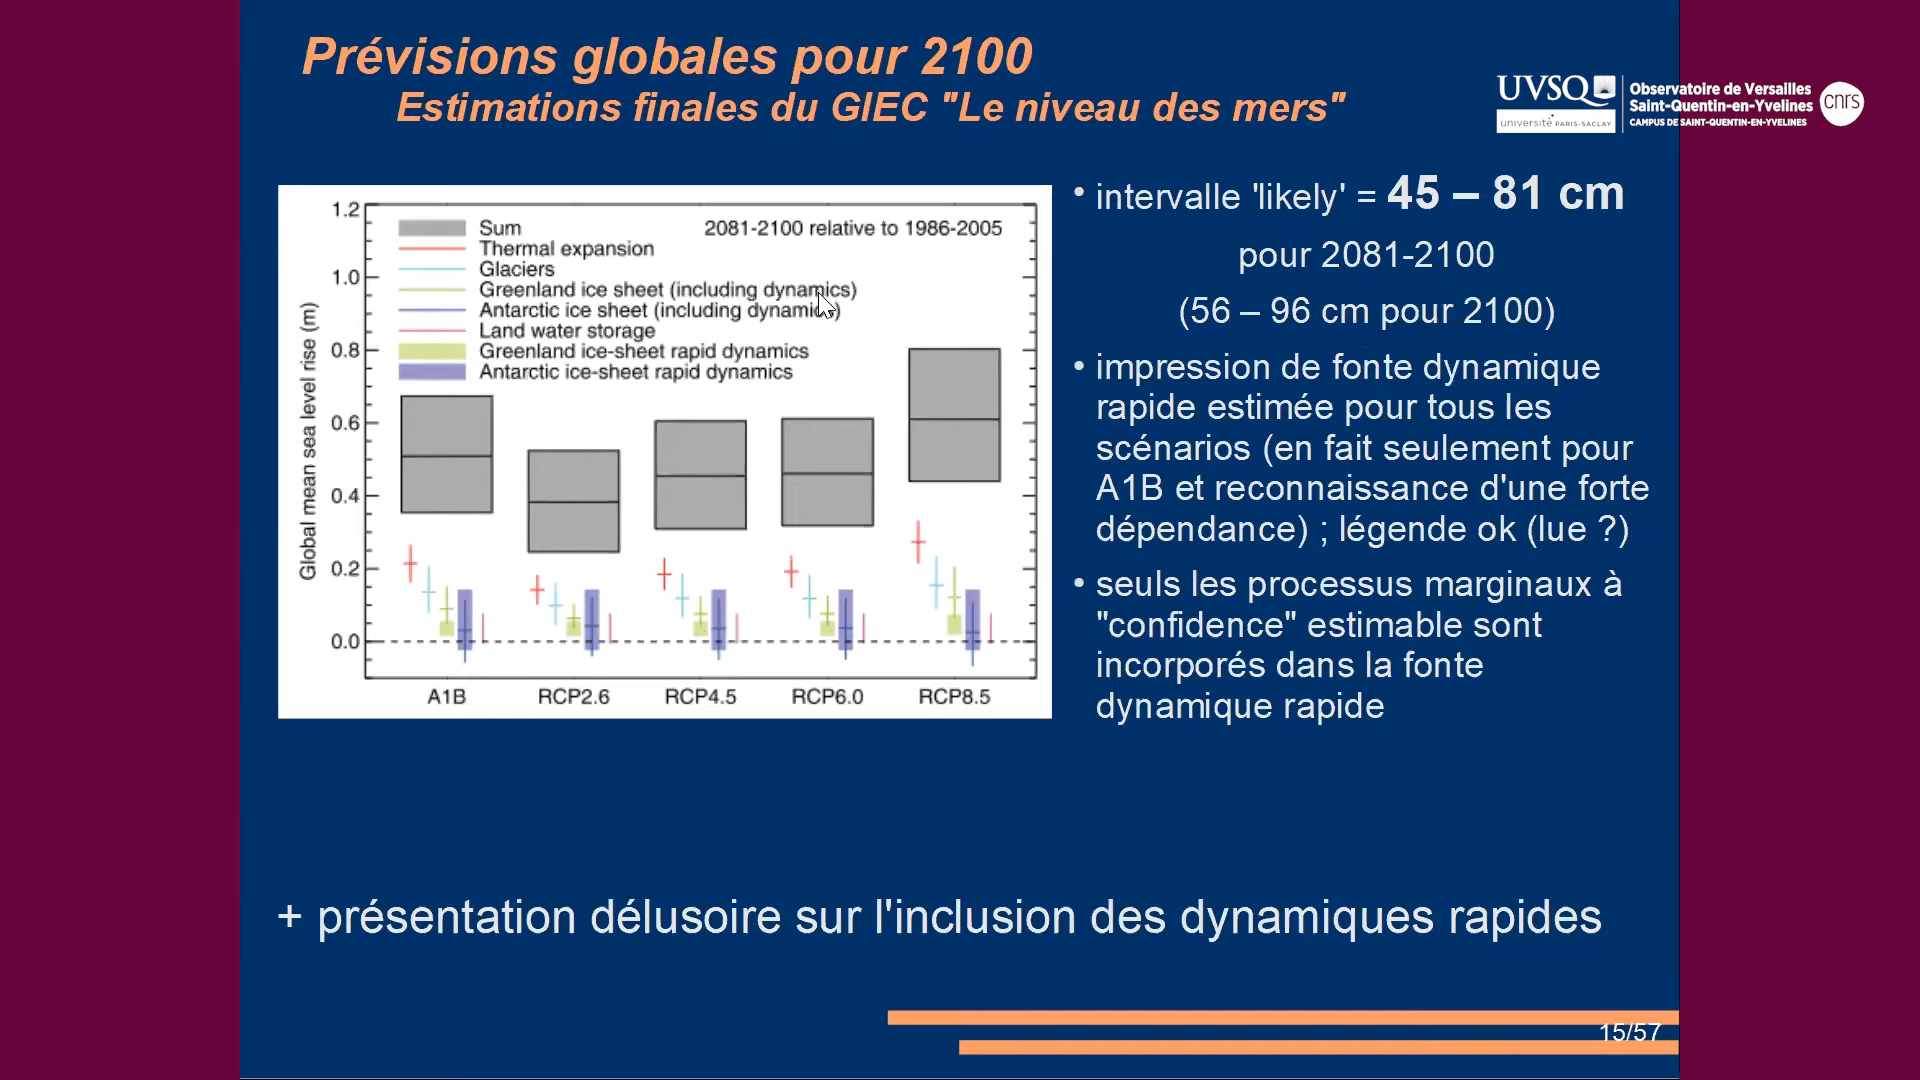 Prévisions globales pour 2100
Estimations finales du GIEC "Le niveau des mers"
UVSQ
université PARIS-SACLAY
Observatoire de Versailles
Saint-Quentin-en-Yvelines
CAMPUS DE SAINT-QUENTIN-EN-YVELINES
cnrs
1.2
1.0
0.8
0.6
0.4
0.2
0.0
Global mean sea level rise (m)
2081-2100 relative to 1986-2005
Sum
Thermal expansion
Glaciers
Greenland ice sheet (including dynamics)
Antarctic ice sheet (including dynamics)
Land water storage
Greenland ice-sheet rapid dynamics
Antarctic ice-sheet rapid dynamics
A1B
RCP2.6
RCP4.5
RCP6.0
RCP8.5
• intervalle 'likely' = 45 – 81 cm
pour 2081-2100
(56 – 96 cm pour 2100)
• impression de fonte dynamique
rapide estimée pour tous les
scénarios (en fait seulement pour
A1B et reconnaissance d'une forte
dépendance) ; légende ok (lue ?)
• seuls les processus marginaux à
"confidence" estimable sont
incorporés dans la fonte
dynamique rapide
+ présentation délusoire sur l'inclusion des dynamiques rapides
15/57